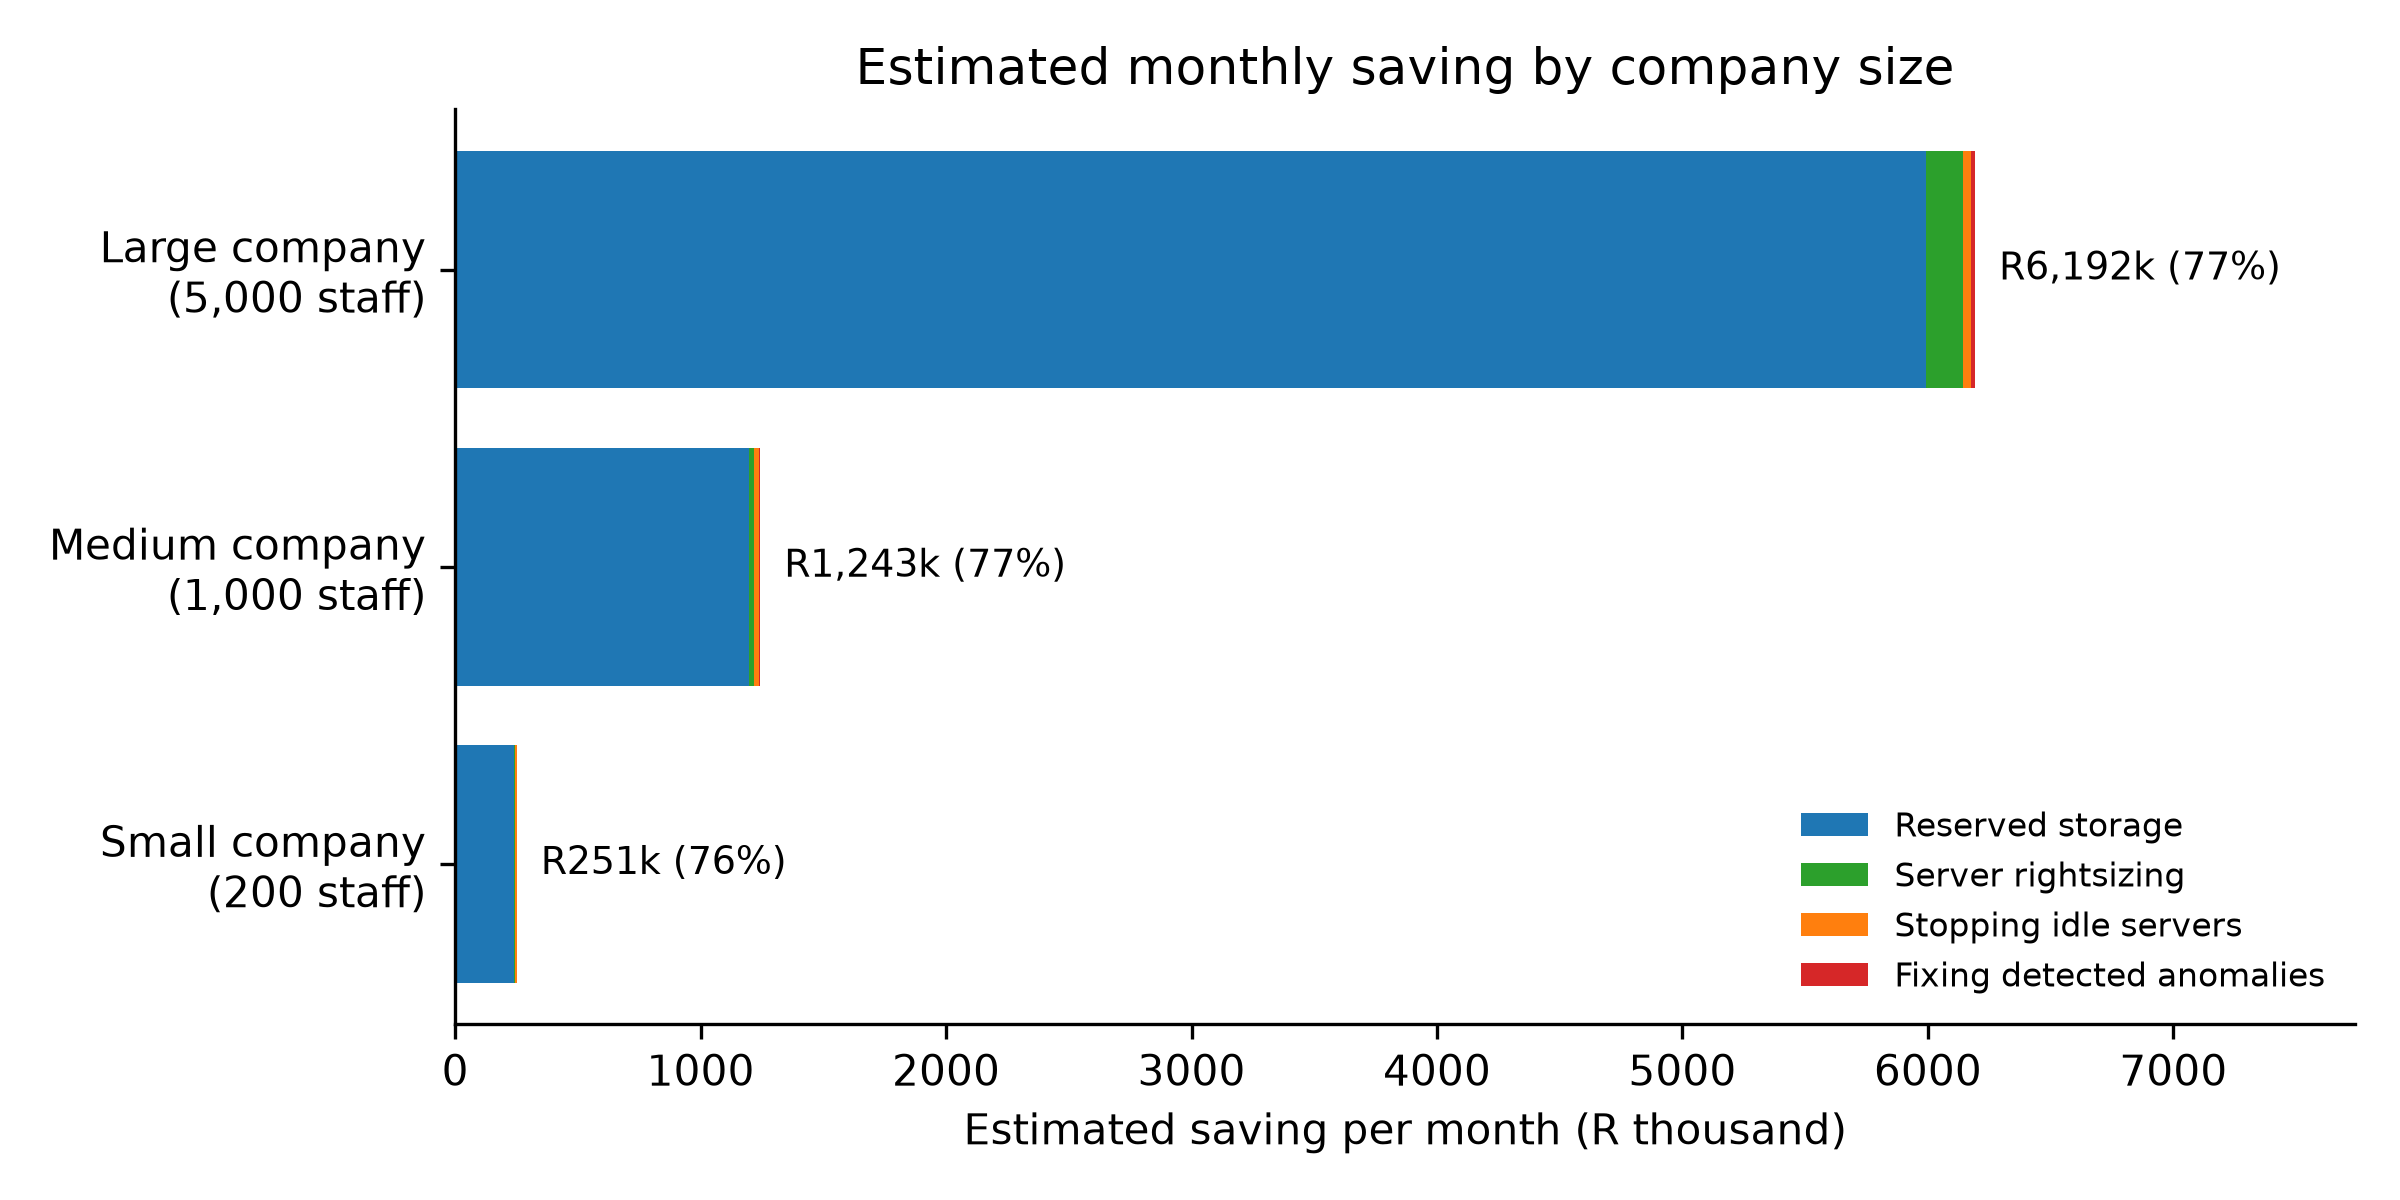 Estimated monthly saving by company size
Large company
(5,000 staff)
R6,192k (77%)
Medium company
(1,000 staff)
R1,243k (77%)
Small company
(200 staff)
R251k (76%)
Reserved storage
Server rightsizing
Stopping idle servers
Fixing detected anomalies
0 1000 2000 3000 4000 5000 6000 7000
Estimated saving per month (R thousand)